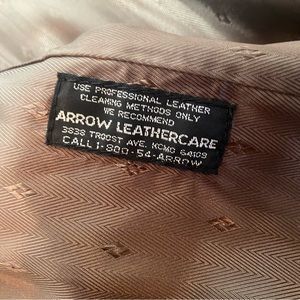 USE PROFESSIONAL LEATHER
CLEANING METHODS ONLY
WE RECOMMEND
ARROW LEATHERCARE
3838 TROOST AVE. KCMO 64109
CALL 1-800-54-ARROW